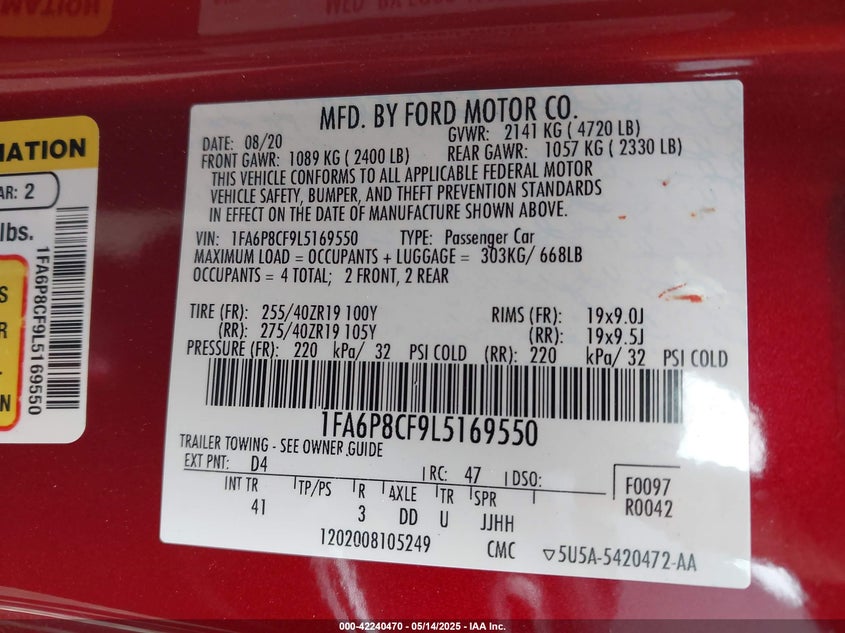 MFD. BY FORD MOTOR CO.
DATE: 08/20 GVWR: 2141 KG ( 4720 LB)
FRONT GAWR: 1089 KG ( 2400 LB) REAR GAWR: 1057 KG ( 2330 LB)
THIS VEHICLE CONFORMS TO ALL APPLICABLE FEDERAL MOTOR
VEHICLE SAFETY, BUMPER, AND THEFT PREVENTION STANDARDS
IN EFFECT ON THE DATE OF MANUFACTURE SHOWN ABOVE.
VIN: 1FA6P8CF9L5169550 TYPE: Passenger Car
MAXIMUM LOAD = OCCUPANTS + LUGGAGE = 303KG/ 668LB
OCCUPANTS = 4 TOTAL; 2 FRONT, 2 REAR
TIRE (FR): 255/40ZR19 100Y RIMS (FR): 19x9.0J
(RR): 275/40ZR19 105Y (RR): 19x9.5J
PRESSURE (FR): 220 kPa/ 32 PSI COLD (RR): 220 kPa/ 32 PSI COLD
1FA6P8CF9L5169550
TRAILER TOWING - SEE OWNER GUIDE
EXT PNT: D4 RC: 47 DSO:
INT TR TP/PS R AXLE TR SPR F0097
41 3 DD U JJHH R0042
1202008105249 CMC ▽5U5A-5420472-AA
MATION
AR: 2
lbs.
S
R
N
1FA6P8CF9L5169550
000-42240470 - 05/14/2025 - IAA Inc.